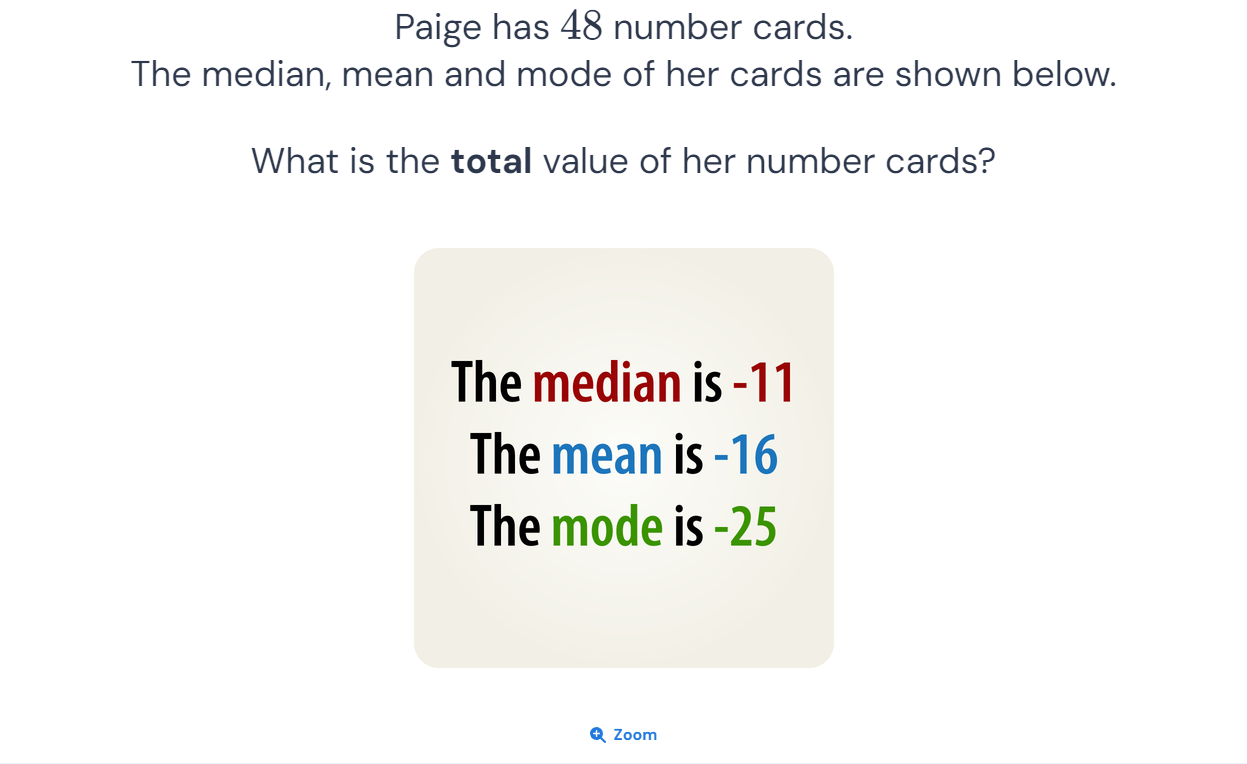 Paige has 48 number cards.
The median, mean and mode of her cards are shown below.
What is the total value of her number cards?
The median is -11
The mean is -16
The mode is -25
Zoom